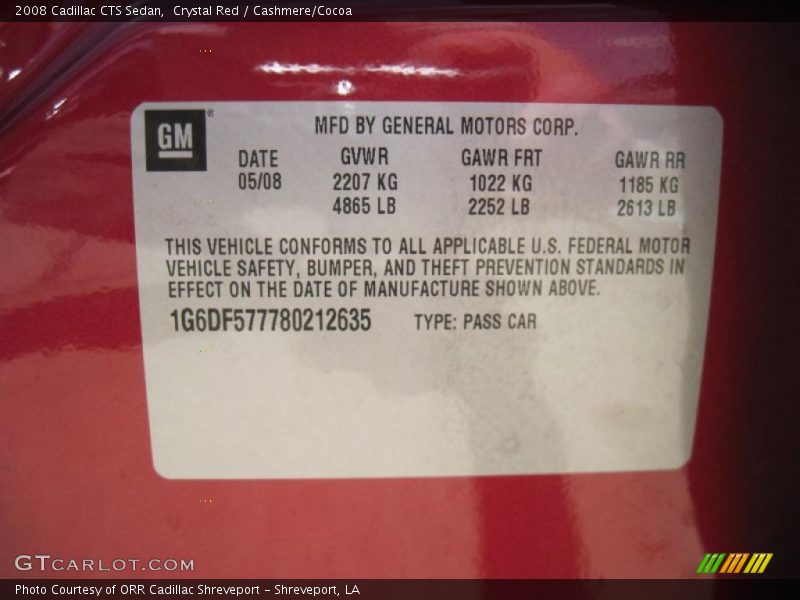 2008 Cadillac CTS Sedan,  Crystal Red / Cashmere/Cocoa
GM®
MFD BY GENERAL MOTORS CORP.
DATE GVWR GAWR FRT GAWR RR
05/08 2207 KG 1022 KG 1185 KG
4865 LB 2252 LB 2613 LB
THIS VEHICLE CONFORMS TO ALL APPLICABLE U.S. FEDERAL MOTOR
VEHICLE SAFETY, BUMPER, AND THEFT PREVENTION STANDARDS IN
EFFECT ON THE DATE OF MANUFACTURE SHOWN ABOVE.
1G6DF577780212635 TYPE: PASS CAR
GTCARLOT.COM
Photo Courtesy of ORR Cadillac Shreveport - Shreveport, LA